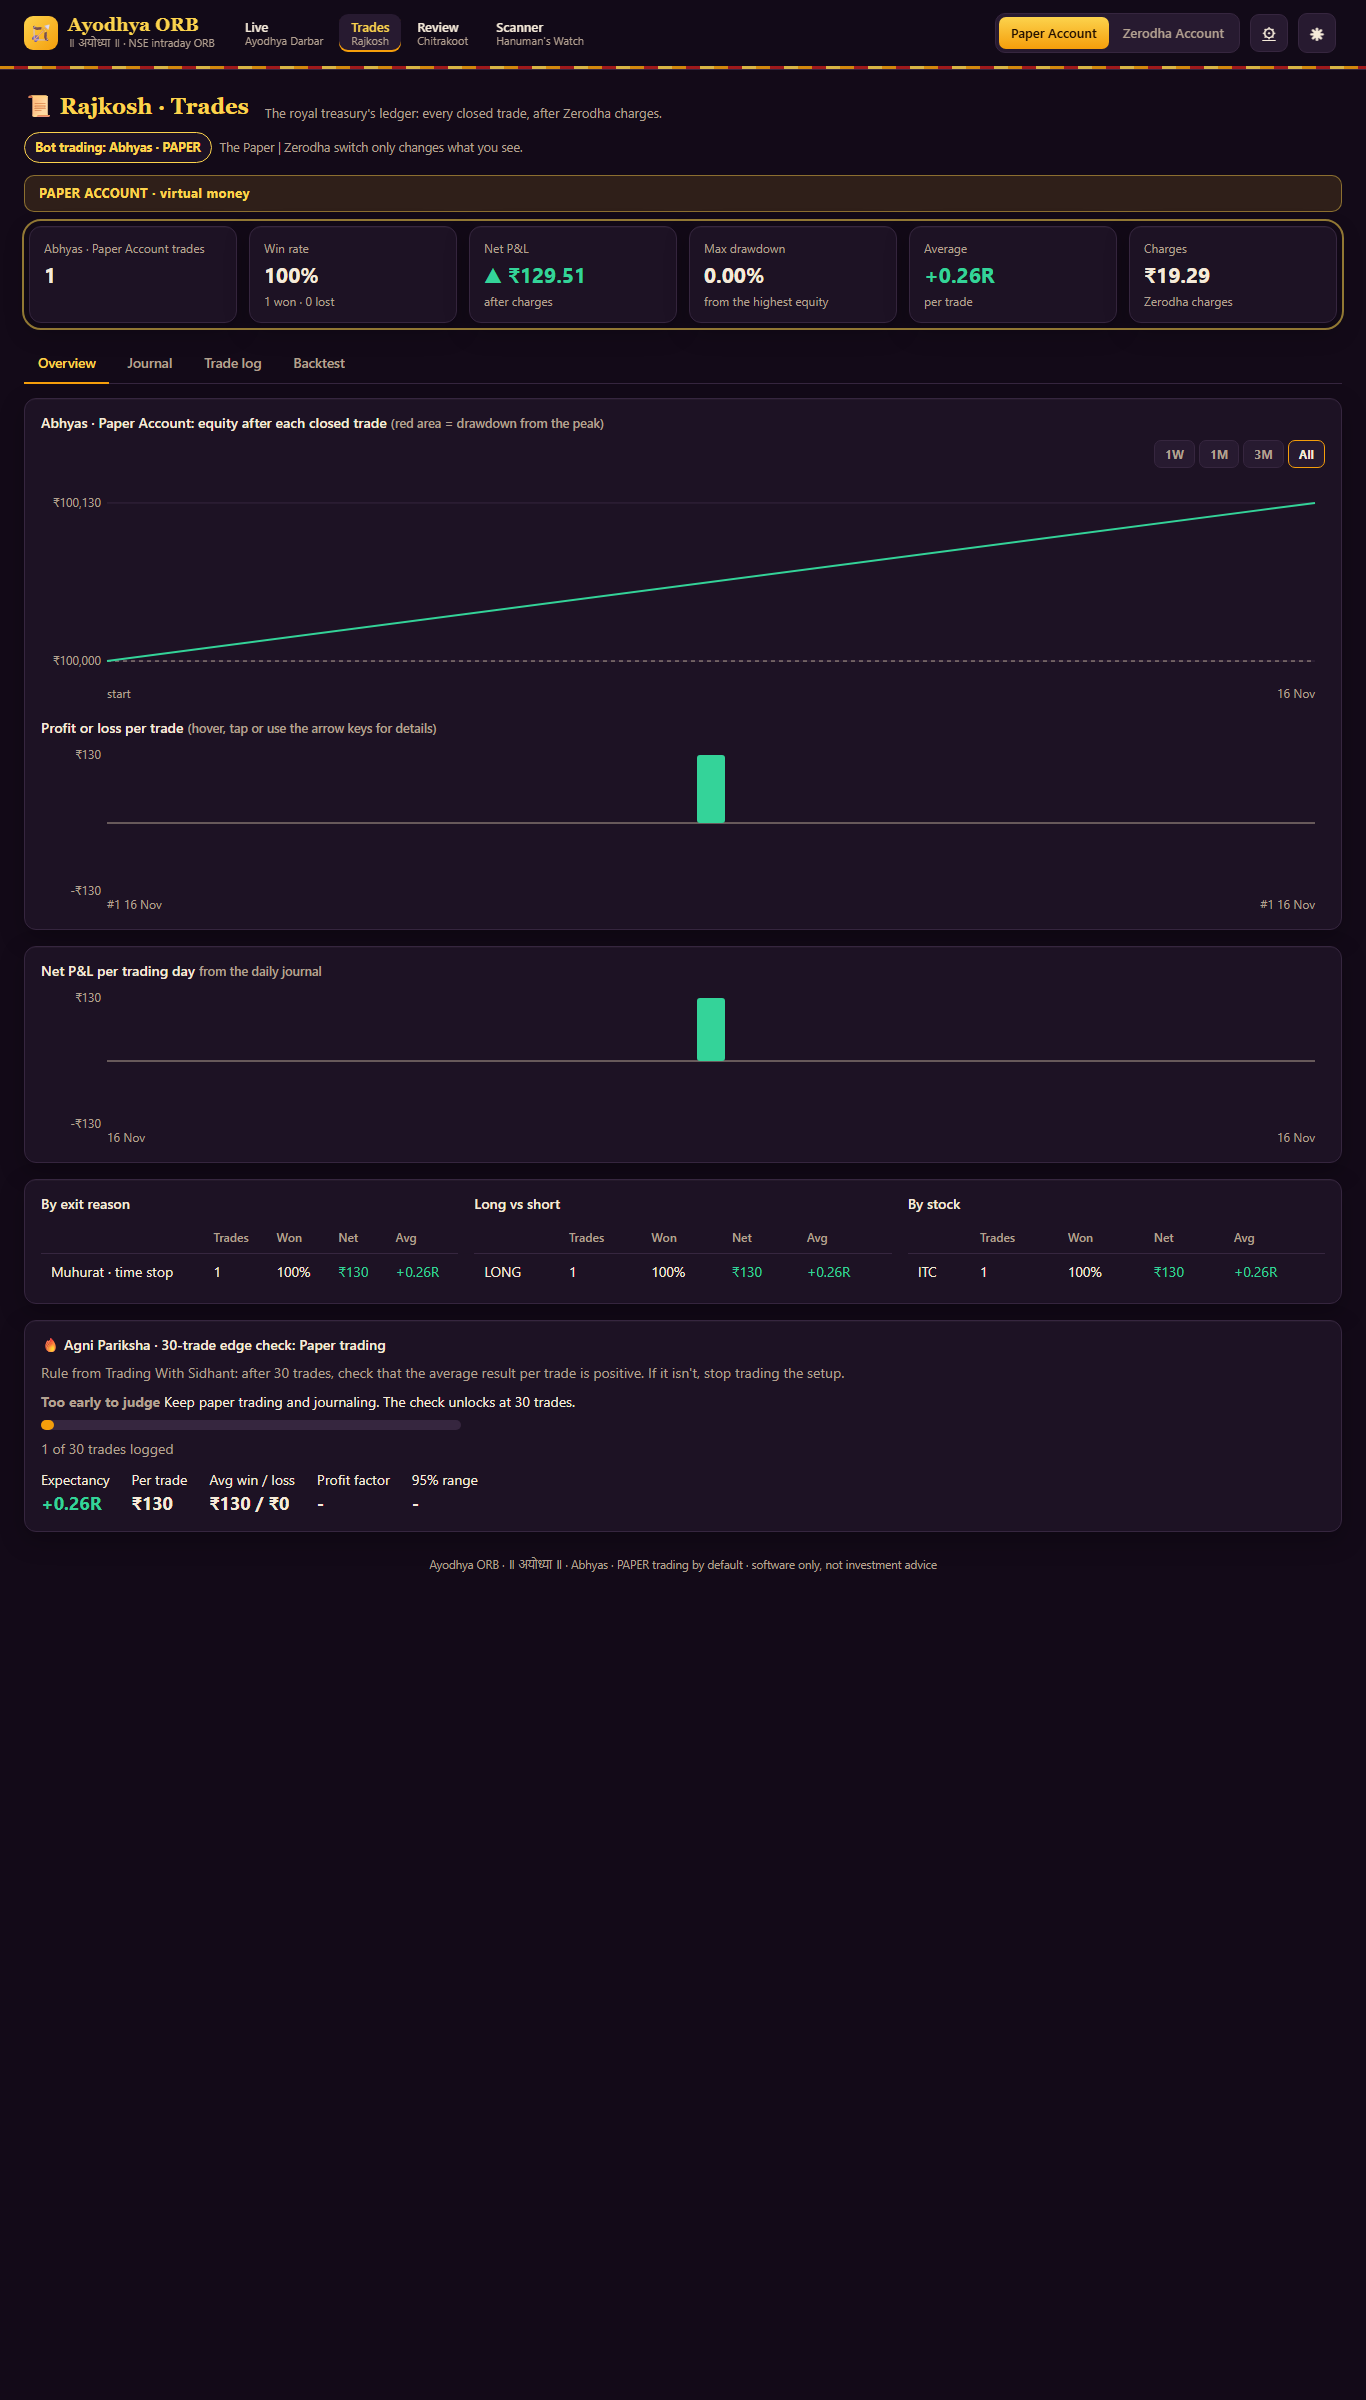 Ayodhya ORB
॥ अयोध्या ॥ · NSE intraday ORB
Live
Ayodhya Darbar
Trades
Rajkosh
Review
Chitrakoot
Scanner
Hanuman's Watch
Paper Account
Zerodha Account
Rajkosh · Trades
The royal treasury's ledger: every closed trade, after Zerodha charges.
Bot trading: Abhyas · PAPER
The Paper | Zerodha switch only changes what you see.
PAPER ACCOUNT · virtual money
Abhyas · Paper Account trades
1
Win rate
100%
1 won · 0 lost
Net P&L
▲ ₹129.51
after charges
Max drawdown
0.00%
from the highest equity
Average
+0.26R
per trade
Charges
₹19.29
Zerodha charges
Overview
Journal
Trade log
Backtest
Abhyas · Paper Account: equity after each closed trade (red area = drawdown from the peak)
1W
1M
3M
All
₹100,130
₹100,000
start
16 Nov
Profit or loss per trade (hover, tap or use the arrow keys for details)
₹130
-₹130
#1 16 Nov
#1 16 Nov
Net P&L per trading day from the daily journal
₹130
-₹130
16 Nov
16 Nov
By exit reason
Trades Won Net Avg
Muhurat · time stop 1 100% ₹130 +0.26R
Long vs short
Trades Won Net Avg
LONG 1 100% ₹130 +0.26R
By stock
Trades Won Net Avg
ITC 1 100% ₹130 +0.26R
Agni Pariksha · 30-trade edge check: Paper trading
Rule from Trading With Sidhant: after 30 trades, check that the average result per trade is positive. If it isn't, stop trading the setup.
Too early to judge Keep paper trading and journaling. The check unlocks at 30 trades.
1 of 30 trades logged
Expectancy
+0.26R
Per trade
₹130
Avg win / loss
₹130 / ₹0
Profit factor
-
95% range
-
Ayodhya ORB · ॥ अयोध्या ॥ · Abhyas · PAPER trading by default · software only, not investment advice